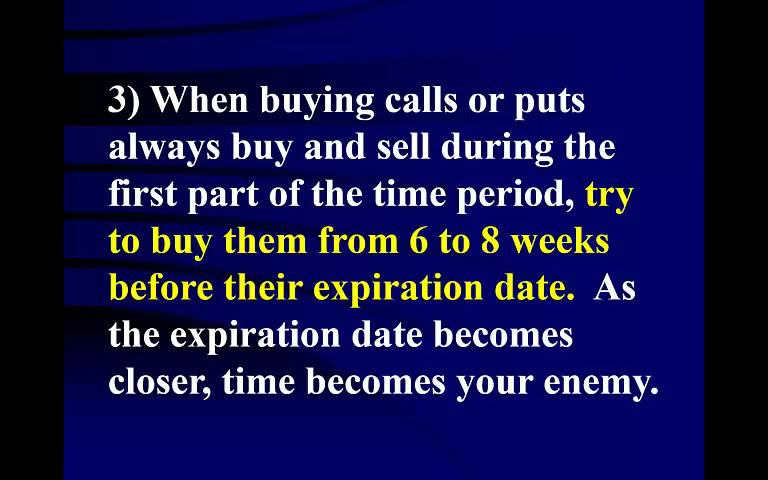 3) When buying calls or puts
always buy and sell during the
first part of the time period, try
to buy them from 6 to 8 weeks
before their expiration date.  As
the expiration date becomes
closer, time becomes your enemy.